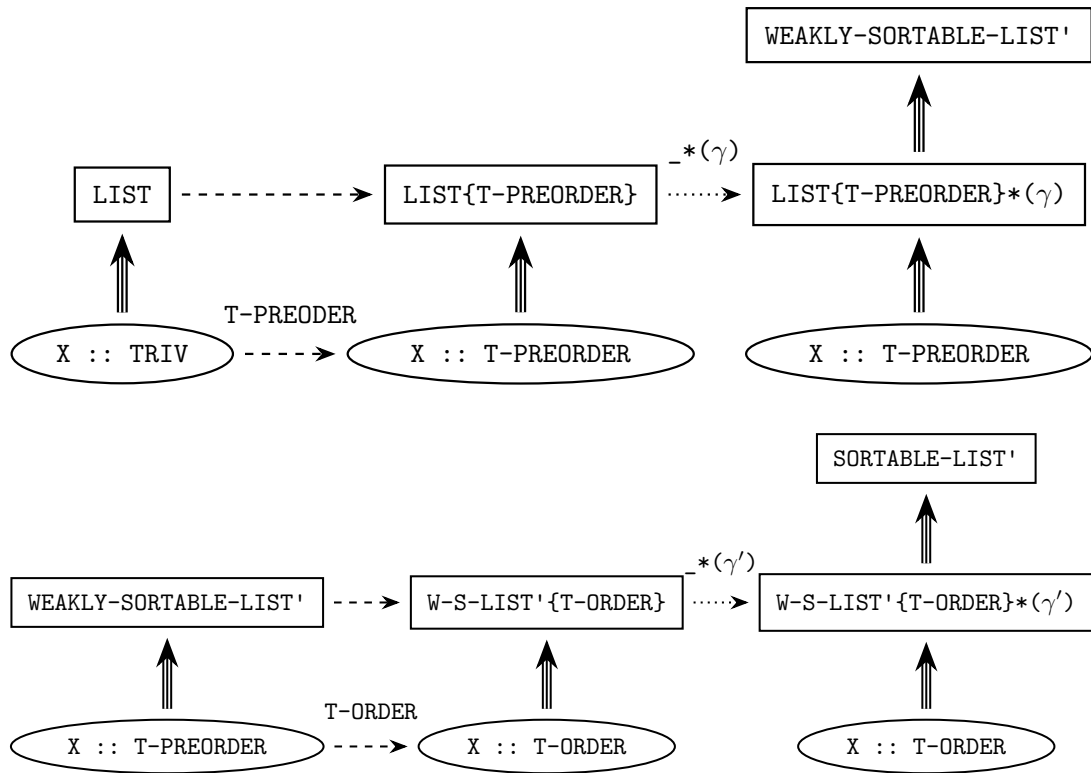 WEAKLY-SORTABLE-LIST'
_*(γ)
LIST
LIST{T-PREORDER}
LIST{T-PREORDER}*(γ)
T-PREODER
X :: TRIV
X :: T-PREORDER
X :: T-PREORDER
SORTABLE-LIST'
_*(γ′)
WEAKLY-SORTABLE-LIST'
W-S-LIST'{T-ORDER}
W-S-LIST'{T-ORDER}*(γ′)
T-ORDER
X :: T-PREORDER
X :: T-ORDER
X :: T-ORDER